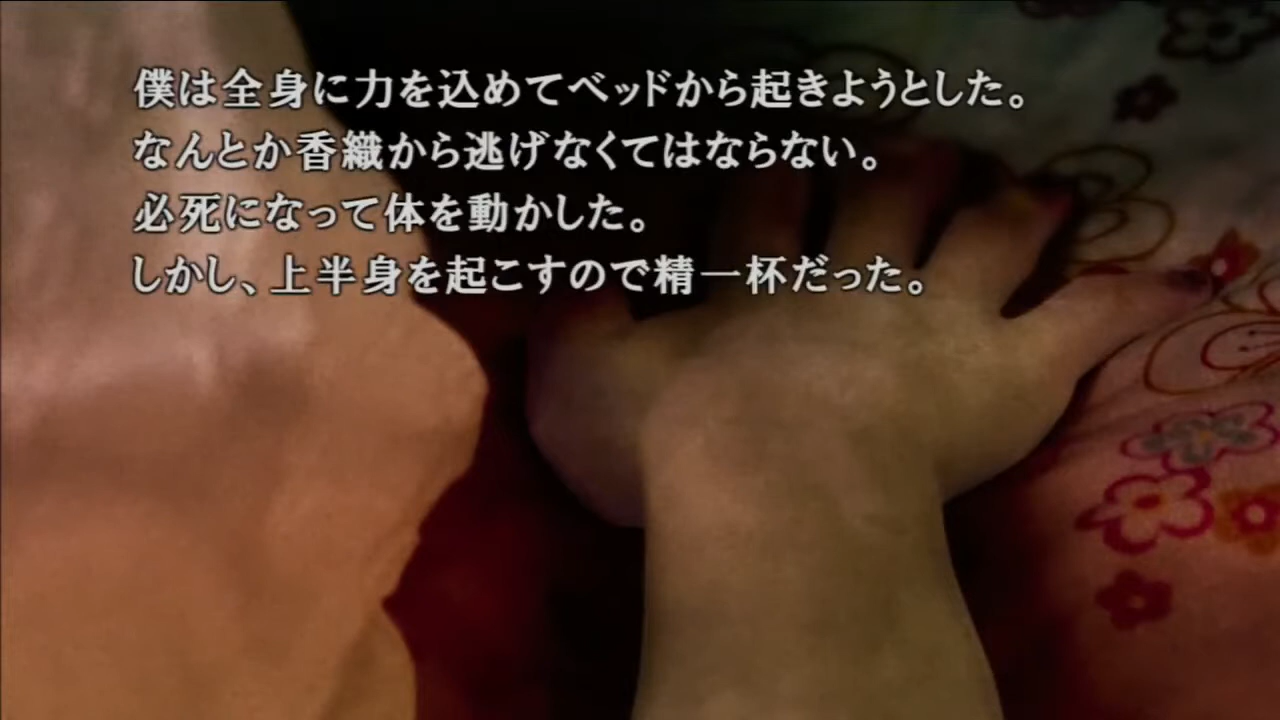 僕は全身に力を込めてベッドから起きようとした。
なんとか香織から逃げなくてはならない。
必死になって体を動かした。
しかし、上半身を起こすので精一杯だった。